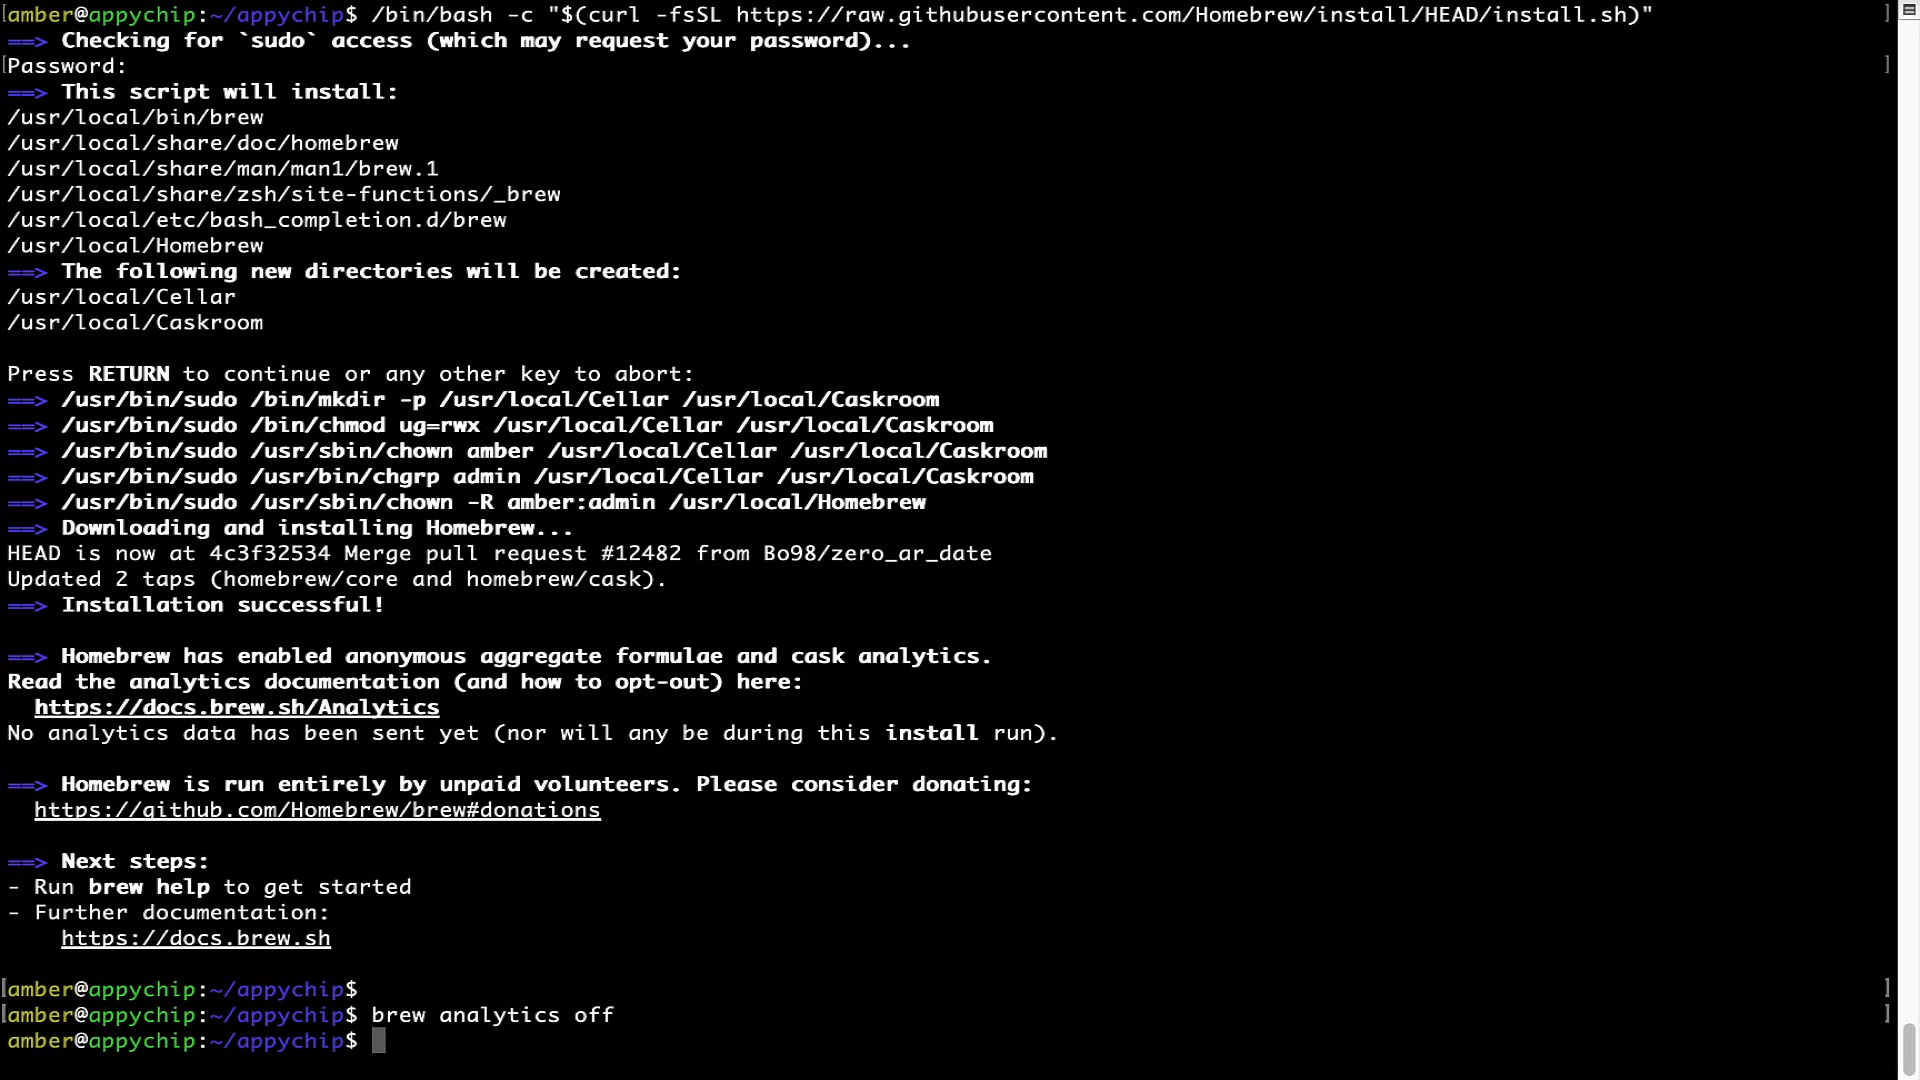 amber@appychip:~/appychip$ /bin/bash -c "$(curl -fsSL https://raw.githubusercontent.com/Homebrew/install/HEAD/install.sh)"
==> Checking for `sudo` access (which may request your password)...
Password:
==> This script will install:
/usr/local/bin/brew
/usr/local/share/doc/homebrew
/usr/local/share/man/man1/brew.1
/usr/local/share/zsh/site-functions/_brew
/usr/local/etc/bash_completion.d/brew
/usr/local/Homebrew
==> The following new directories will be created:
/usr/local/Cellar
/usr/local/Caskroom
Press RETURN to continue or any other key to abort:
==> /usr/bin/sudo /bin/mkdir -p /usr/local/Cellar /usr/local/Caskroom
==> /usr/bin/sudo /bin/chmod ug=rwx /usr/local/Cellar /usr/local/Caskroom
==> /usr/bin/sudo /usr/sbin/chown amber /usr/local/Cellar /usr/local/Caskroom
==> /usr/bin/sudo /usr/bin/chgrp admin /usr/local/Cellar /usr/local/Caskroom
==> /usr/bin/sudo /usr/sbin/chown -R amber:admin /usr/local/Homebrew
==> Downloading and installing Homebrew...
HEAD is now at 4c3f32534 Merge pull request #12482 from Bo98/zero_ar_date
Updated 2 taps (homebrew/core and homebrew/cask).
==> Installation successful!
==> Homebrew has enabled anonymous aggregate formulae and cask analytics.
Read the analytics documentation (and how to opt-out) here:
https://docs.brew.sh/Analytics
No analytics data has been sent yet (nor will any be during this install run).
==> Homebrew is run entirely by unpaid volunteers. Please consider donating:
https://github.com/Homebrew/brew#donations
==> Next steps:
- Run brew help to get started
- Further documentation:
https://docs.brew.sh
amber@appychip:~/appychip$
amber@appychip:~/appychip$ brew analytics off
amber@appychip:~/appychip$